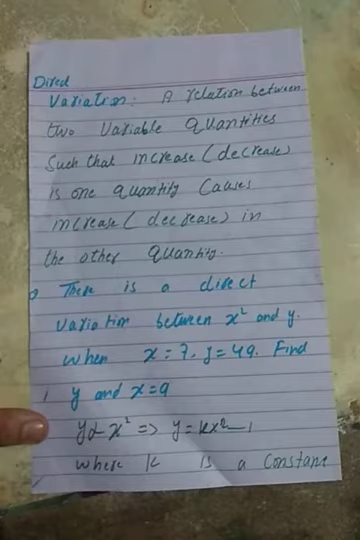 Direct
Variation: A relation between
two Variable Quantities
Such that increase (decrease)
is one quantity Causes
increase (decrease) in
the other quantity.
There is a direct
variation between x² and y.
when x = 7, y = 49. Find
1 y and x = 9
y ∝ x² => y = kx² — 1
where k is a Constant